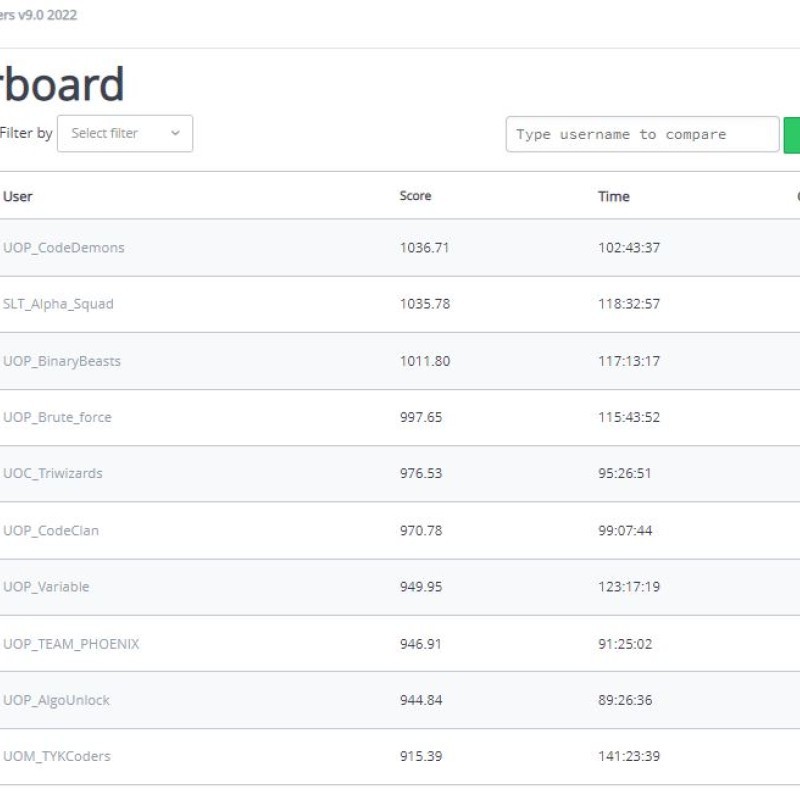 ers v9.0 2022
rboard
Filter by Select filter Type username to compare
User Score Time
UOP_CodeDemons 1036.71 102:43:37
SLT_Alpha_Squad 1035.78 118:32:57
UOP_BinaryBeasts 1011.80 117:13:17
UOP_Brute_force 997.65 115:43:52
UOC_Triwizards 976.53 95:26:51
UOP_CodeClan 970.78 99:07:44
UOP_Variable 949.95 123:17:19
UOP_TEAM_PHOENIX 946.91 91:25:02
UOP_AlgoUnlock 944.84 89:26:36
UOM_TYKCoders 915.39 141:23:39